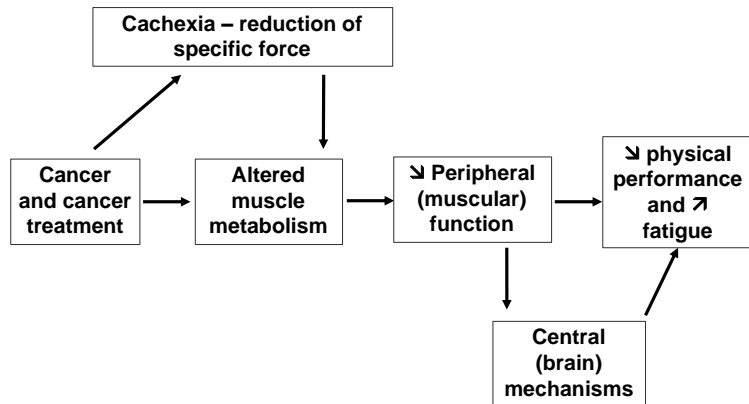 Cachexia – reduction of
specific force
Cancer
and cancer
treatment
Altered
muscle
metabolism
↘ Peripheral
(muscular)
function
↘ physical
performance
and ↗
fatigue
Central
(brain)
mechanisms